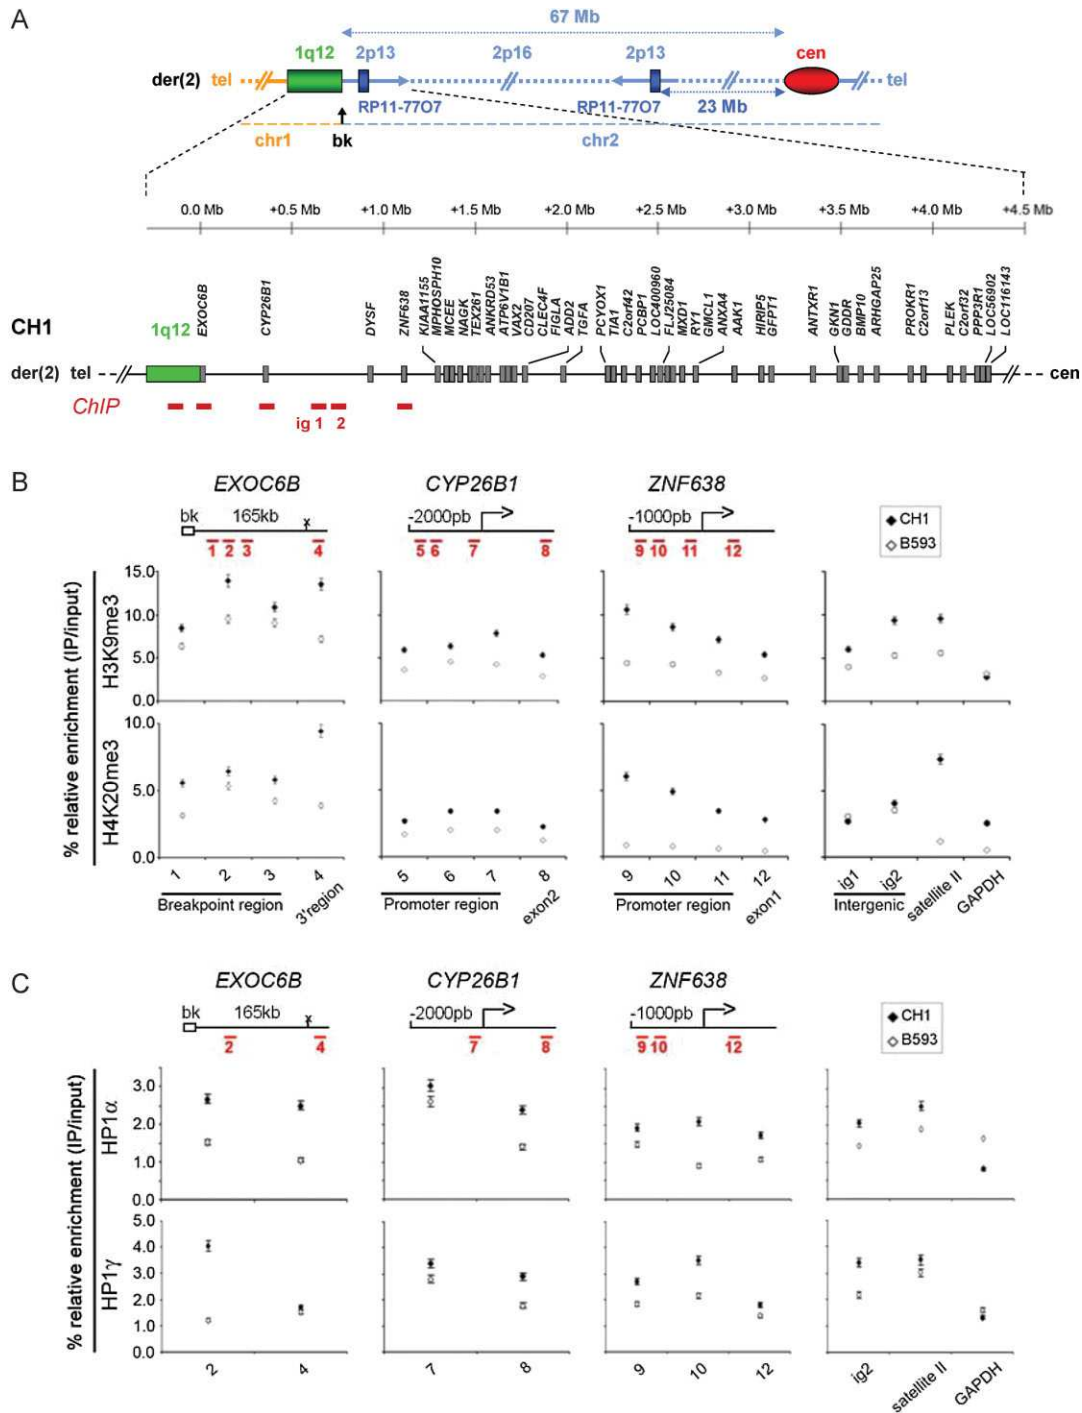 A
67 Mb
1q12 2p13 2p16 2p13 cen
der(2) tel tel
RP11-77O7 RP11-77O7 23 Mb
chr1 bk chr2
0.0 Mb +0.5 Mb +1.0 Mb +1.5 Mb +2.0 Mb +2.5 Mb +3.0 Mb +3.5 Mb +4.0 Mb +4.5 Mb
EXOC6B
CYP26B1
DYSF
ZNF638
KIAA1155
MPHOSPH10
MCEE
NAGK
TEX261
ANKRD53
ATP6V1B1
VAX2
CD207
CLEC4F
FIGLA
ADD2
TGFA
PCYOX1
TIA1
C2orf42
PCBP1
LOC400960
FLJ25084
MXD1
RY1
GMCL1
ANXA4
AAK1
HIRIP5
GFPT1
ANTXR1
GKN1
GDDR
BMP10
ARHGAP25
PROKR1
C2orf13
PLEK
C2orf32
PPP3R1
LOC56902
LOC116143
CH1
1q12
der(2) tel cen
ChIP
ig 1 2
B
EXOC6B CYP26B1 ZNF638
bk 165kb x -2000pb -1000pb
1 2 3 4 5 6 7 8 9 10 11 12
CH1
B593
% relative enrichment (IP/input)
H3K9me3
15.0
10.0
5.0
0.0
H4K20me3
10.0
5.0
0.0
1 2 3 4 5 6 7 8 9 10 11 12 ig1 ig2 satellite II GAPDH
Breakpoint region 3'region Promoter region exon2 Promoter region exon1 Intergenic
C
EXOC6B CYP26B1 ZNF638
bk 165kb x -2000pb -1000pb
2 4 7 8 9 10 12
CH1
B593
% relative enrichment (IP/input)
HP1α
3.0
2.0
1.0
0.0
HP1γ
5.0
4.0
3.0
2.0
1.0
0.0
2 4 7 8 9 10 12 ig2 satellite II GAPDH